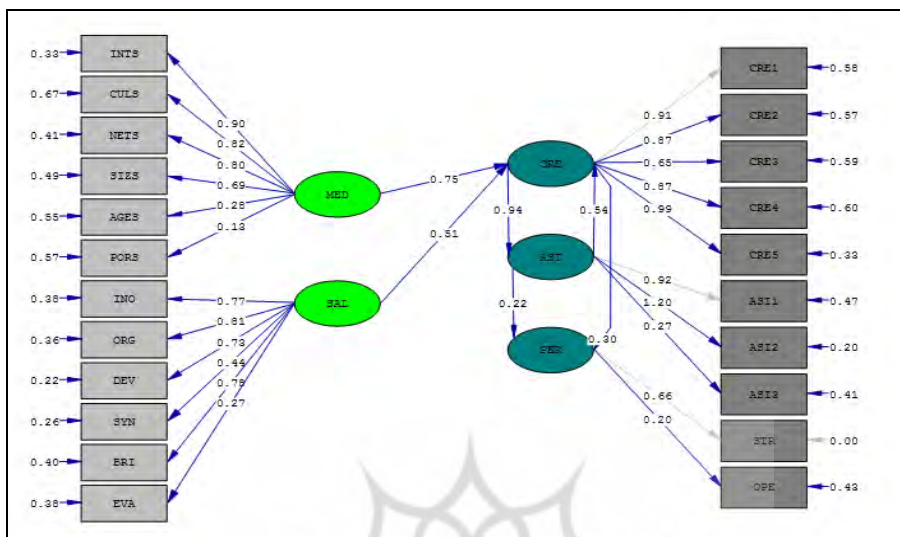 0.33 INTS
0.67 CULS
0.41 NETS
0.49 SIZS
0.55 AGES
0.57 PORS
0.38 INO
0.36 ORG
0.22 DEV
0.26 SYN
0.40 BRI
0.38 EVA
0.90
0.82
0.80
0.69
0.28
0.13
0.77
0.81
0.73
0.44
0.78
0.27
MED
SAL
0.75
0.51
CRE
0.94
0.54
ASI
0.22
0.30
PER
0.91
0.87
0.65
0.87
0.99
0.92
1.20
0.27
0.66
0.20
CRE1 0.58
CRE2 0.57
CRE3 0.59
CRE4 0.60
CRE5 0.33
ASI1 0.47
ASI2 0.20
ASI3 0.41
STR 0.00
OPE 0.43